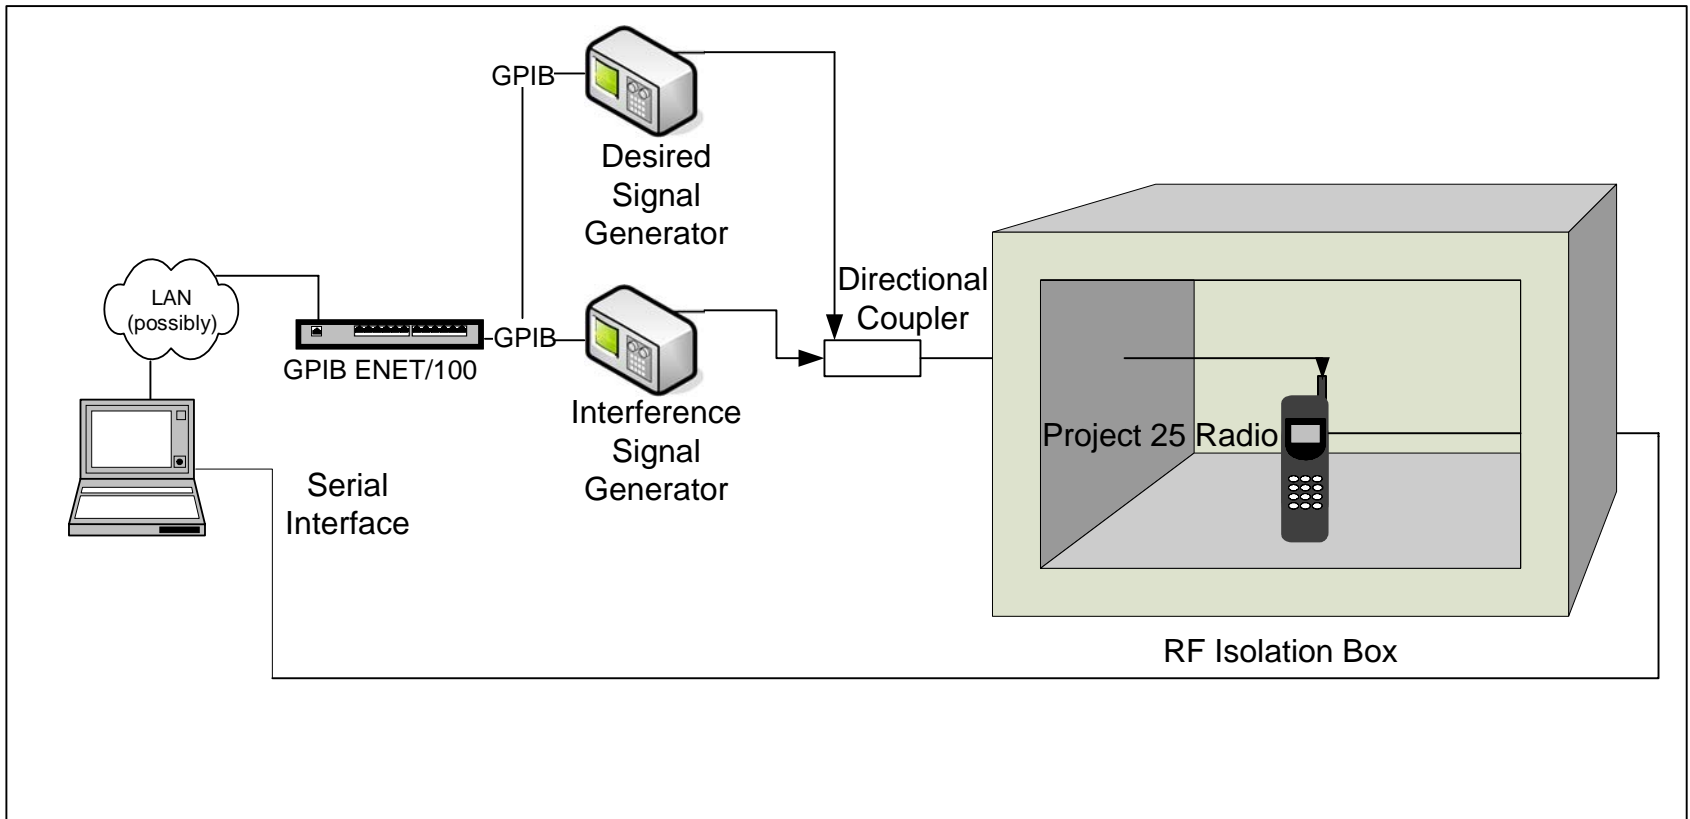 GPIB
Desired
Signal
Generator
LAN
(possibly)
GPIB ENET/100
GPIB
Interference
Signal
Generator
Directional
Coupler
Project 25 Radio
Serial
Interface
RF Isolation Box